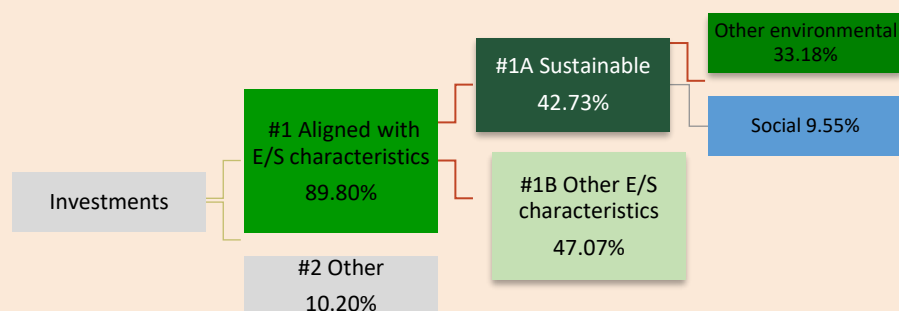 Investments
#1 Aligned with
E/S characteristics
89.80%
#2 Other
10.20%
#1A Sustainable
42.73%
#1B Other E/S
characteristics
47.07%
Other environmental
33.18%
Social 9.55%